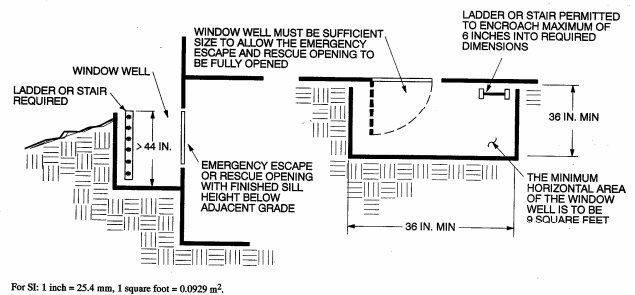 WINDOW WELL MUST BE SUFFICIENT
SIZE TO ALLOW THE EMERGENCY
ESCAPE AND RESCUE OPENING TO
BE FULLY OPENED
LADDER OR STAIR PERMITTED
TO ENCROACH MAXIMUM OF
6 INCHES INTO REQUIRED
DIMENSIONS
WINDOW WELL
LADDER OR STAIR
REQUIRED
> 44 IN.
36 IN. MIN
EMERGENCY ESCAPE
OR RESCUE OPENING
WITH FINISHED SILL
HEIGHT BELOW
ADJACENT GRADE
THE MINIMUM
HORIZONTAL AREA
OF THE WINDOW
WELL IS TO BE
9 SQUARE FEET
36 IN. MIN
For SI: 1 inch = 25.4 mm, 1 square foot = 0.0929 m².